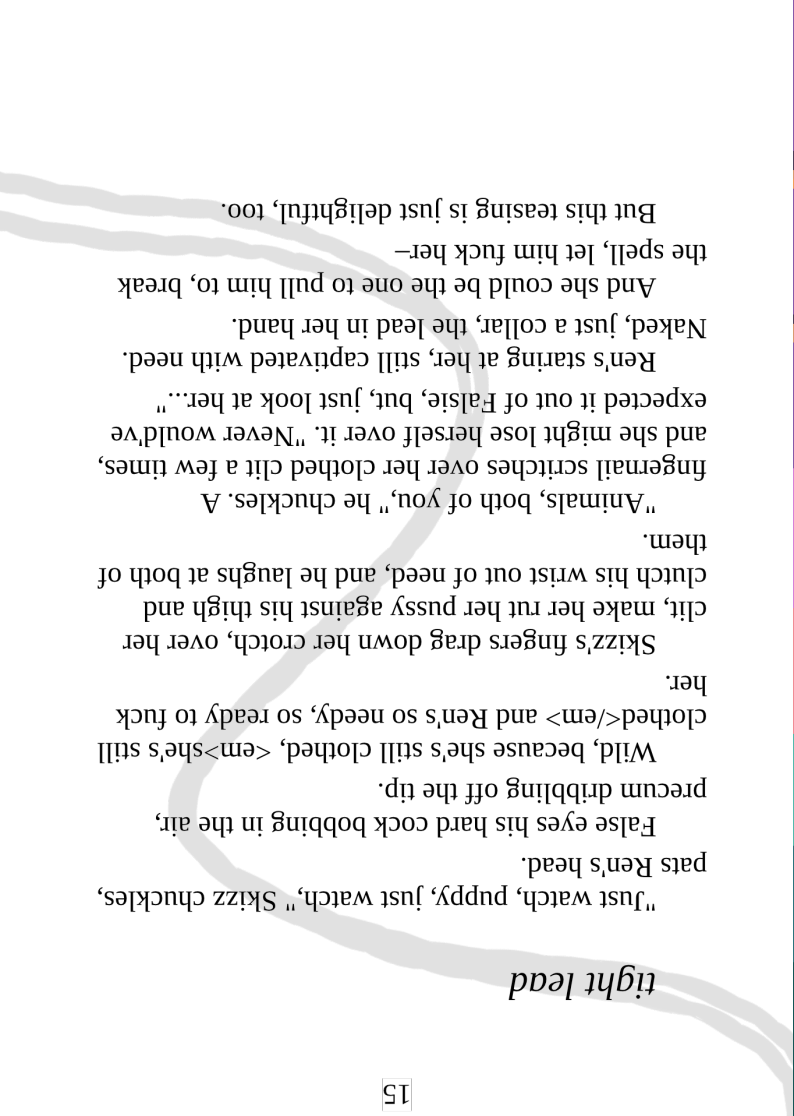 15
tight lead
"Just watch, puppy, just watch," Skizz chuckles,
pats Ren's head.
False eyes his hard cock bobbing in the air,
precum dribbling off the tip.
Wild, because she's still clothed, <em>she's still
clothed</em> and Ren's so needy, so ready to fuck
her.
Skizz's fingers drag down her crotch, over her
clit, make her rut her pussy against his thigh and
clutch his wrist out of need, and he laughs at both of
them.
"Animals, both of you," he chuckles. A
fingernail scritches over her clothed clit a few times,
and she might lose herself over it. "Never would've
expected it out of Falsie, but, just look at her..."
Ren's staring at her, still captivated with need.
Naked, just a collar, the lead in her hand.
And she could be the one to pull him to, break
the spell, let him fuck her–
But this teasing is just delightful, too.